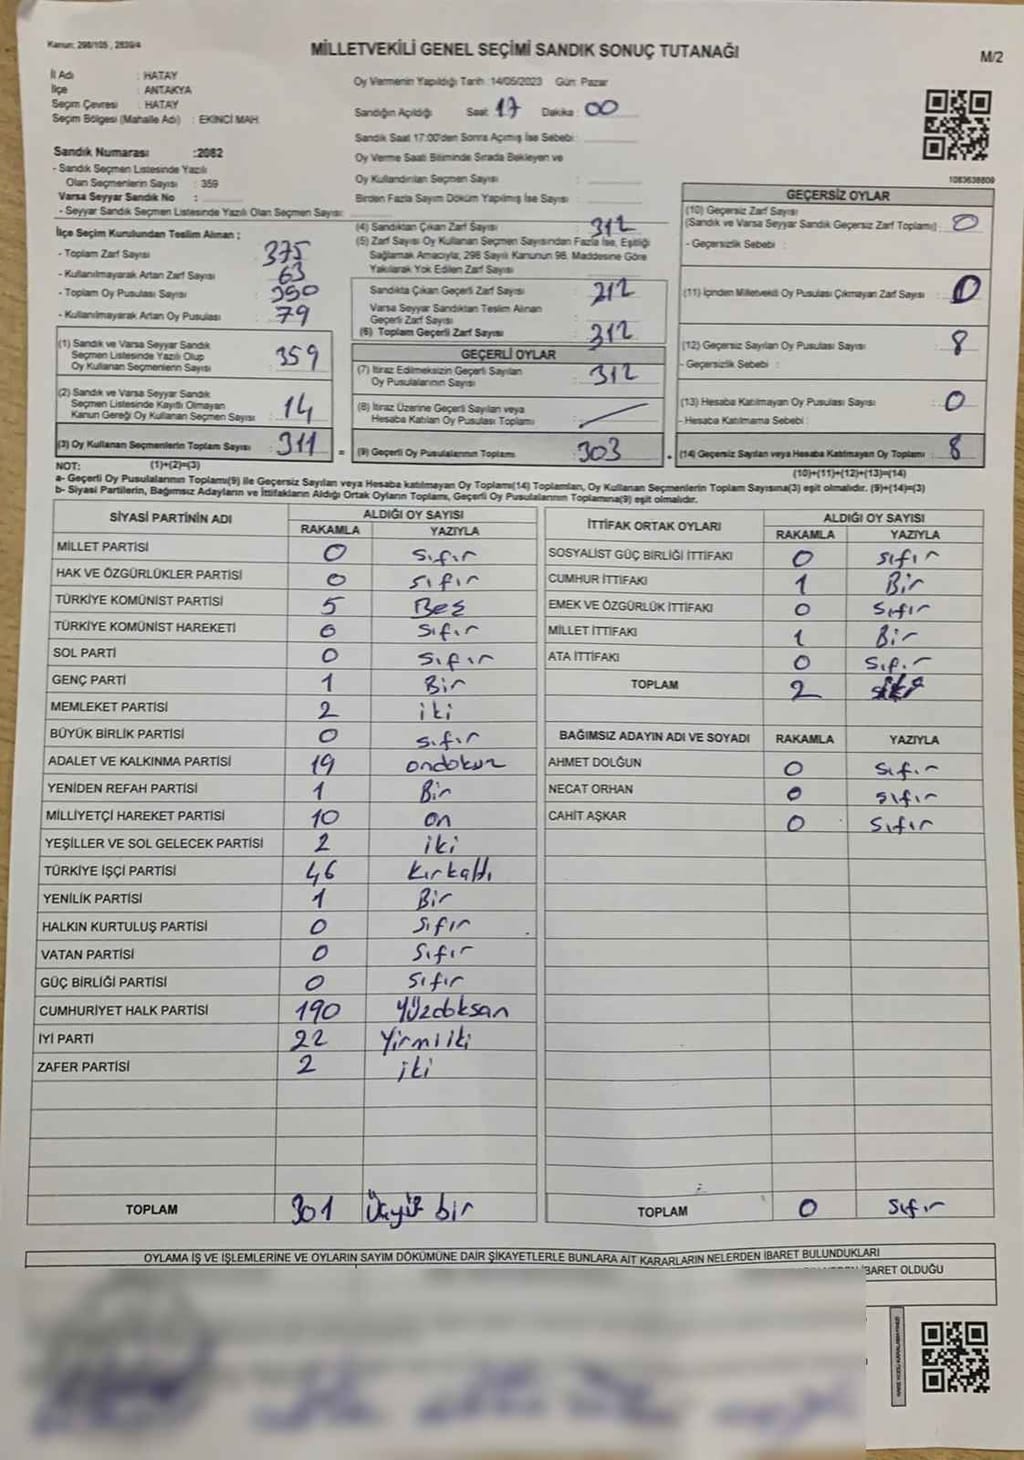 Kanun: 298/105 , 2839/4
MİLLETVEKİLİ GENEL SEÇİMİ SANDIK SONUÇ TUTANAĞI
M/2
İl Adı : HATAY
İlçe : ANTAKYA
Seçim Çevresi : HATAY
Seçim Bölgesi (Mahalle Adı) : EKİNCİ MAH.
Sandık Numarası :2082
- Sandık Seçmen Listesinde Yazılı
Olan Seçmenlerin Sayısı : 359
Varsa Seyyar Sandık No :
- Seyyar Sandık Seçmen Listesinde Yazılı Olan Seçmen Sayısı:
Oy Vermenin Yapıldığı Tarih :14/05/2023 Gün: Pazar
Sandığın Açıldığı Saat: 17 Dakika : 00
Sandık Saat 17:00'den Sonra Açılmış İse Sebebi:
Oy Verme Saati Bitiminde Sırada Bekleyen ve
Oy Kullandırılan Seçmen Sayısı :
Birden Fazla Sayım Döküm Yapılmış İse Sayısı :
1083638809
İlçe Seçim Kurulundan Teslim Alınan ;
- Toplam Zarf Sayısı : 375
- Kullanılmayarak Artan Zarf Sayısı : 63
- Toplam Oy Pusulası Sayısı : 390
- Kullanılmayarak Artan Oy Pusulası : 79
(1) Sandık ve Varsa Seyyar Sandık
Seçmen Listesinde Yazılı Olup
Oy Kullanan Seçmenlerin Sayısı : 359
(2) Sandık ve Varsa Seyyar Sandık
Seçmen Listesinde Kayıtlı Olmayan
Kanun Gereği Oy Kullanan Seçmen Sayısı : 14
(3) Oy Kullanan Seçmenlerin Toplam Sayısı : 311
(4) Sandıktan Çıkan Zarf Sayısı : 312
(5) Zarf Sayısı Oy Kullanan Seçmen Sayısından Fazla İse, Eşitliği
Sağlamak Amacıyla, 298 Sayılı Kanunun 98. Maddesine Göre
Yakılarak Yok Edilen Zarf Sayısı :
Sandıkta Çıkan Geçerli Zarf Sayısı : 212
Varsa Seyyar Sandıktan Teslim Alınan
Geçerli Zarf Sayısı :
(6) Toplam Geçerli Zarf Sayısı : 312
GEÇERLİ OYLAR
(7) İtiraz Edilmeksizin Geçerli Sayılan
Oy Pusulalarının Sayısı : 312
(8) İtiraz Üzerine Geçerli Sayılan veya
Hesaba Katılan Oy Pusulası Toplamı :
= (9) Geçerli Oy Pusulalarının Toplamı : 303
GEÇERSİZ OYLAR
(10) Geçersiz Zarf Sayısı
(Sandık ve Varsa Seyyar Sandık Geçersiz Zarf Toplamı) : 0
- Geçersizlik Sebebi :
(11) İçinden Milletvekili Oy Pusulası Çıkmayan Zarf Sayısı : 0
(12) Geçersiz Sayılan Oy Pusulası Sayısı : 8
- Geçersizlik Sebebi :
(13) Hesaba Katılmayan Oy Pusulası Sayısı : 0
- Hesaba Katılmama Sebebi :
(14) Geçersiz Sayılan veya Hesaba Katılmayan Oy Toplamı : 8
NOT: (1)+(2)=(3) (10)+(11)+(12)+(13)=(14)
a- Geçerli Oy Pusulalarının Toplamı(9) ile Geçersiz Sayılan veya Hesaba katılmayan Oy Toplamı(14) Toplamları, Oy Kullanan Seçmenlerin Toplam Sayısına(3) eşit olmalıdır. (9)+(14)=(3)
b- Siyasi Partilerin, Bağımsız Adayların ve İttifakların Aldığı Ortak Oyların Toplamı, Geçerli Oy Pusulalarının Toplamına(9) eşit olmalıdır.
SİYASİ PARTİNİN ADI ALDIĞI OY SAYISI
RAKAMLA YAZIYLA
MİLLET PARTİSİ 0 Sıfır
HAK VE ÖZGÜRLÜKLER PARTİSİ 0 sıfır
TÜRKİYE KOMÜNİST PARTİSİ 5 Beş
TÜRKİYE KOMÜNİST HAREKETİ 0 Sıfır
SOL PARTİ 0 Sıfır
GENÇ PARTİ 1 Bir
MEMLEKET PARTİSİ 2 iki
BÜYÜK BİRLİK PARTİSİ 0 sıfır
ADALET VE KALKINMA PARTİSİ 19 ondokuz
YENİDEN REFAH PARTİSİ 1 Bir
MİLLİYETÇİ HAREKET PARTİSİ 10 on
YEŞİLLER VE SOL GELECEK PARTİSİ 2 iki
TÜRKİYE İŞÇİ PARTİSİ 46 Kırkaltı
YENİLİK PARTİSİ 1 Bir
HALKIN KURTULUŞ PARTİSİ 0 Sıfır
VATAN PARTİSİ 0 Sıfır
GÜÇ BİRLİĞİ PARTİSİ 0 Sıfır
CUMHURİYET HALK PARTİSİ 190 Yüzdoksan
İYİ PARTİ 22 Yirmi iki
ZAFER PARTİSİ 2 iki
TOPLAM 301 Üçyüz bir
İTTİFAK ORTAK OYLARI ALDIĞI OY SAYISI
RAKAMLA YAZIYLA
SOSYALİST GÜÇ BİRLİĞİ İTTİFAKI 0 sıfır
CUMHUR İTTİFAKI 1 Bir
EMEK VE ÖZGÜRLÜK İTTİFAKI 0 Sıfır
MİLLET İTTİFAKI 1 Bir
ATA İTTİFAKI 0 Sıfır
TOPLAM 2
BAĞIMSIZ ADAYIN ADI VE SOYADI RAKAMLA YAZIYLA
AHMET DOLĞUN 0 Sıfır
NECAT ORHAN 0 sıfır
CAHİT AŞKAR 0 Sıfır
TOPLAM 0 Sıfır
OYLAMA İŞ VE İŞLEMLERİNE VE OYLARIN SAYIM DÖKÜMÜNE DAİR ŞİKAYETLERLE BUNLARA AİT KARARLARIN NELERDEN İBARET BULUNDUKLARI
İBARET OLDUĞU